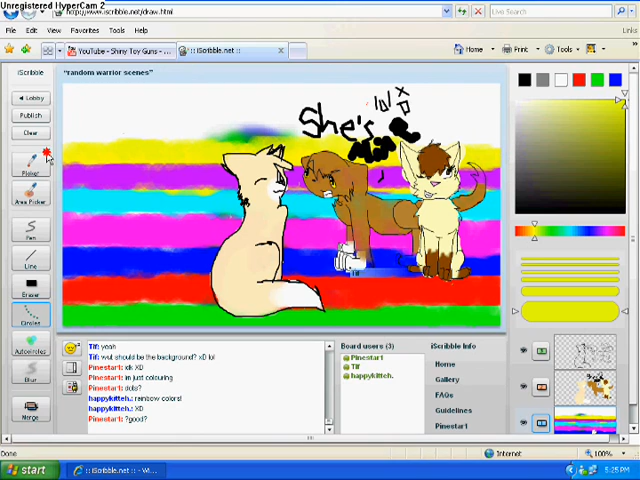 Unregistered HyperCam 2
http://www.iscribble.net/draw.html
Live Search
File Edit View Favorites Tools Help
Links
YouTube - Shiny Toy Guns - ...
:: iScribble.net ::
Home
Print
Tools
iScribble
"random warrior scenes"
Lobby
Publish
Clear
Picker
Area Picker
Pen
Line
Eraser
Circles
Autocircles
Blur
Merge
lol X
She's
Mine
Tif
Tif: yeah
Tif: wut should be the background? xD lol
Pinestar1: idk XD
Pinestar1: im just colouring
Pinestar1: dots?
happykitteh.: rainbow colors!
happykitteh.: XD
Pinestar1: ?good?
Board users (3)
Pinestar1
Tif
happykitteh.
iScribble Info
Home
Gallery
FAQs
Guidelines
Pinestar1
Done
Internet
100%
start
:: iScribble.net :: - Wi...
5:25 PM